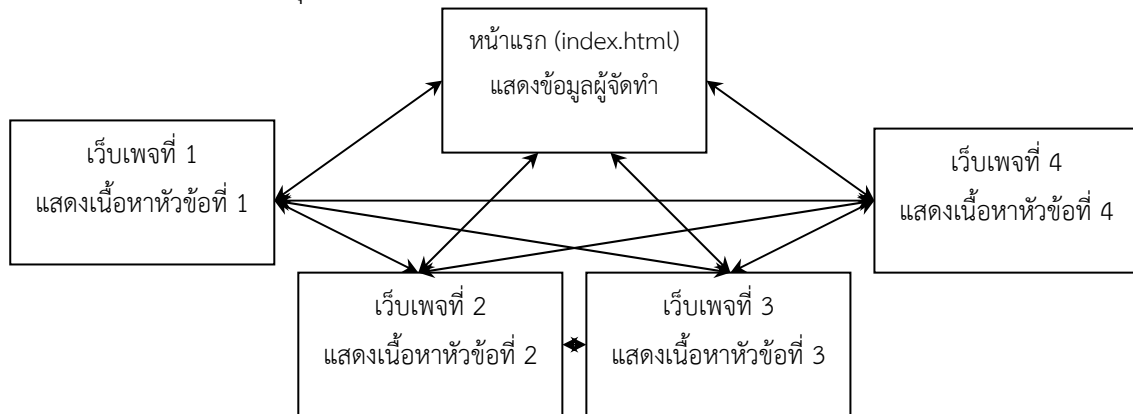 หน้าแรก (index.html)
แสดงข้อมูลผู้จัดทำ
เว็บเพจที่ 1
แสดงเนื้อหาหัวข้อที่ 1
เว็บเพจที่ 4
แสดงเนื้อหาหัวข้อที่ 4
เว็บเพจที่ 2
แสดงเนื้อหาหัวข้อที่ 2
เว็บเพจที่ 3
แสดงเนื้อหาหัวข้อที่ 3